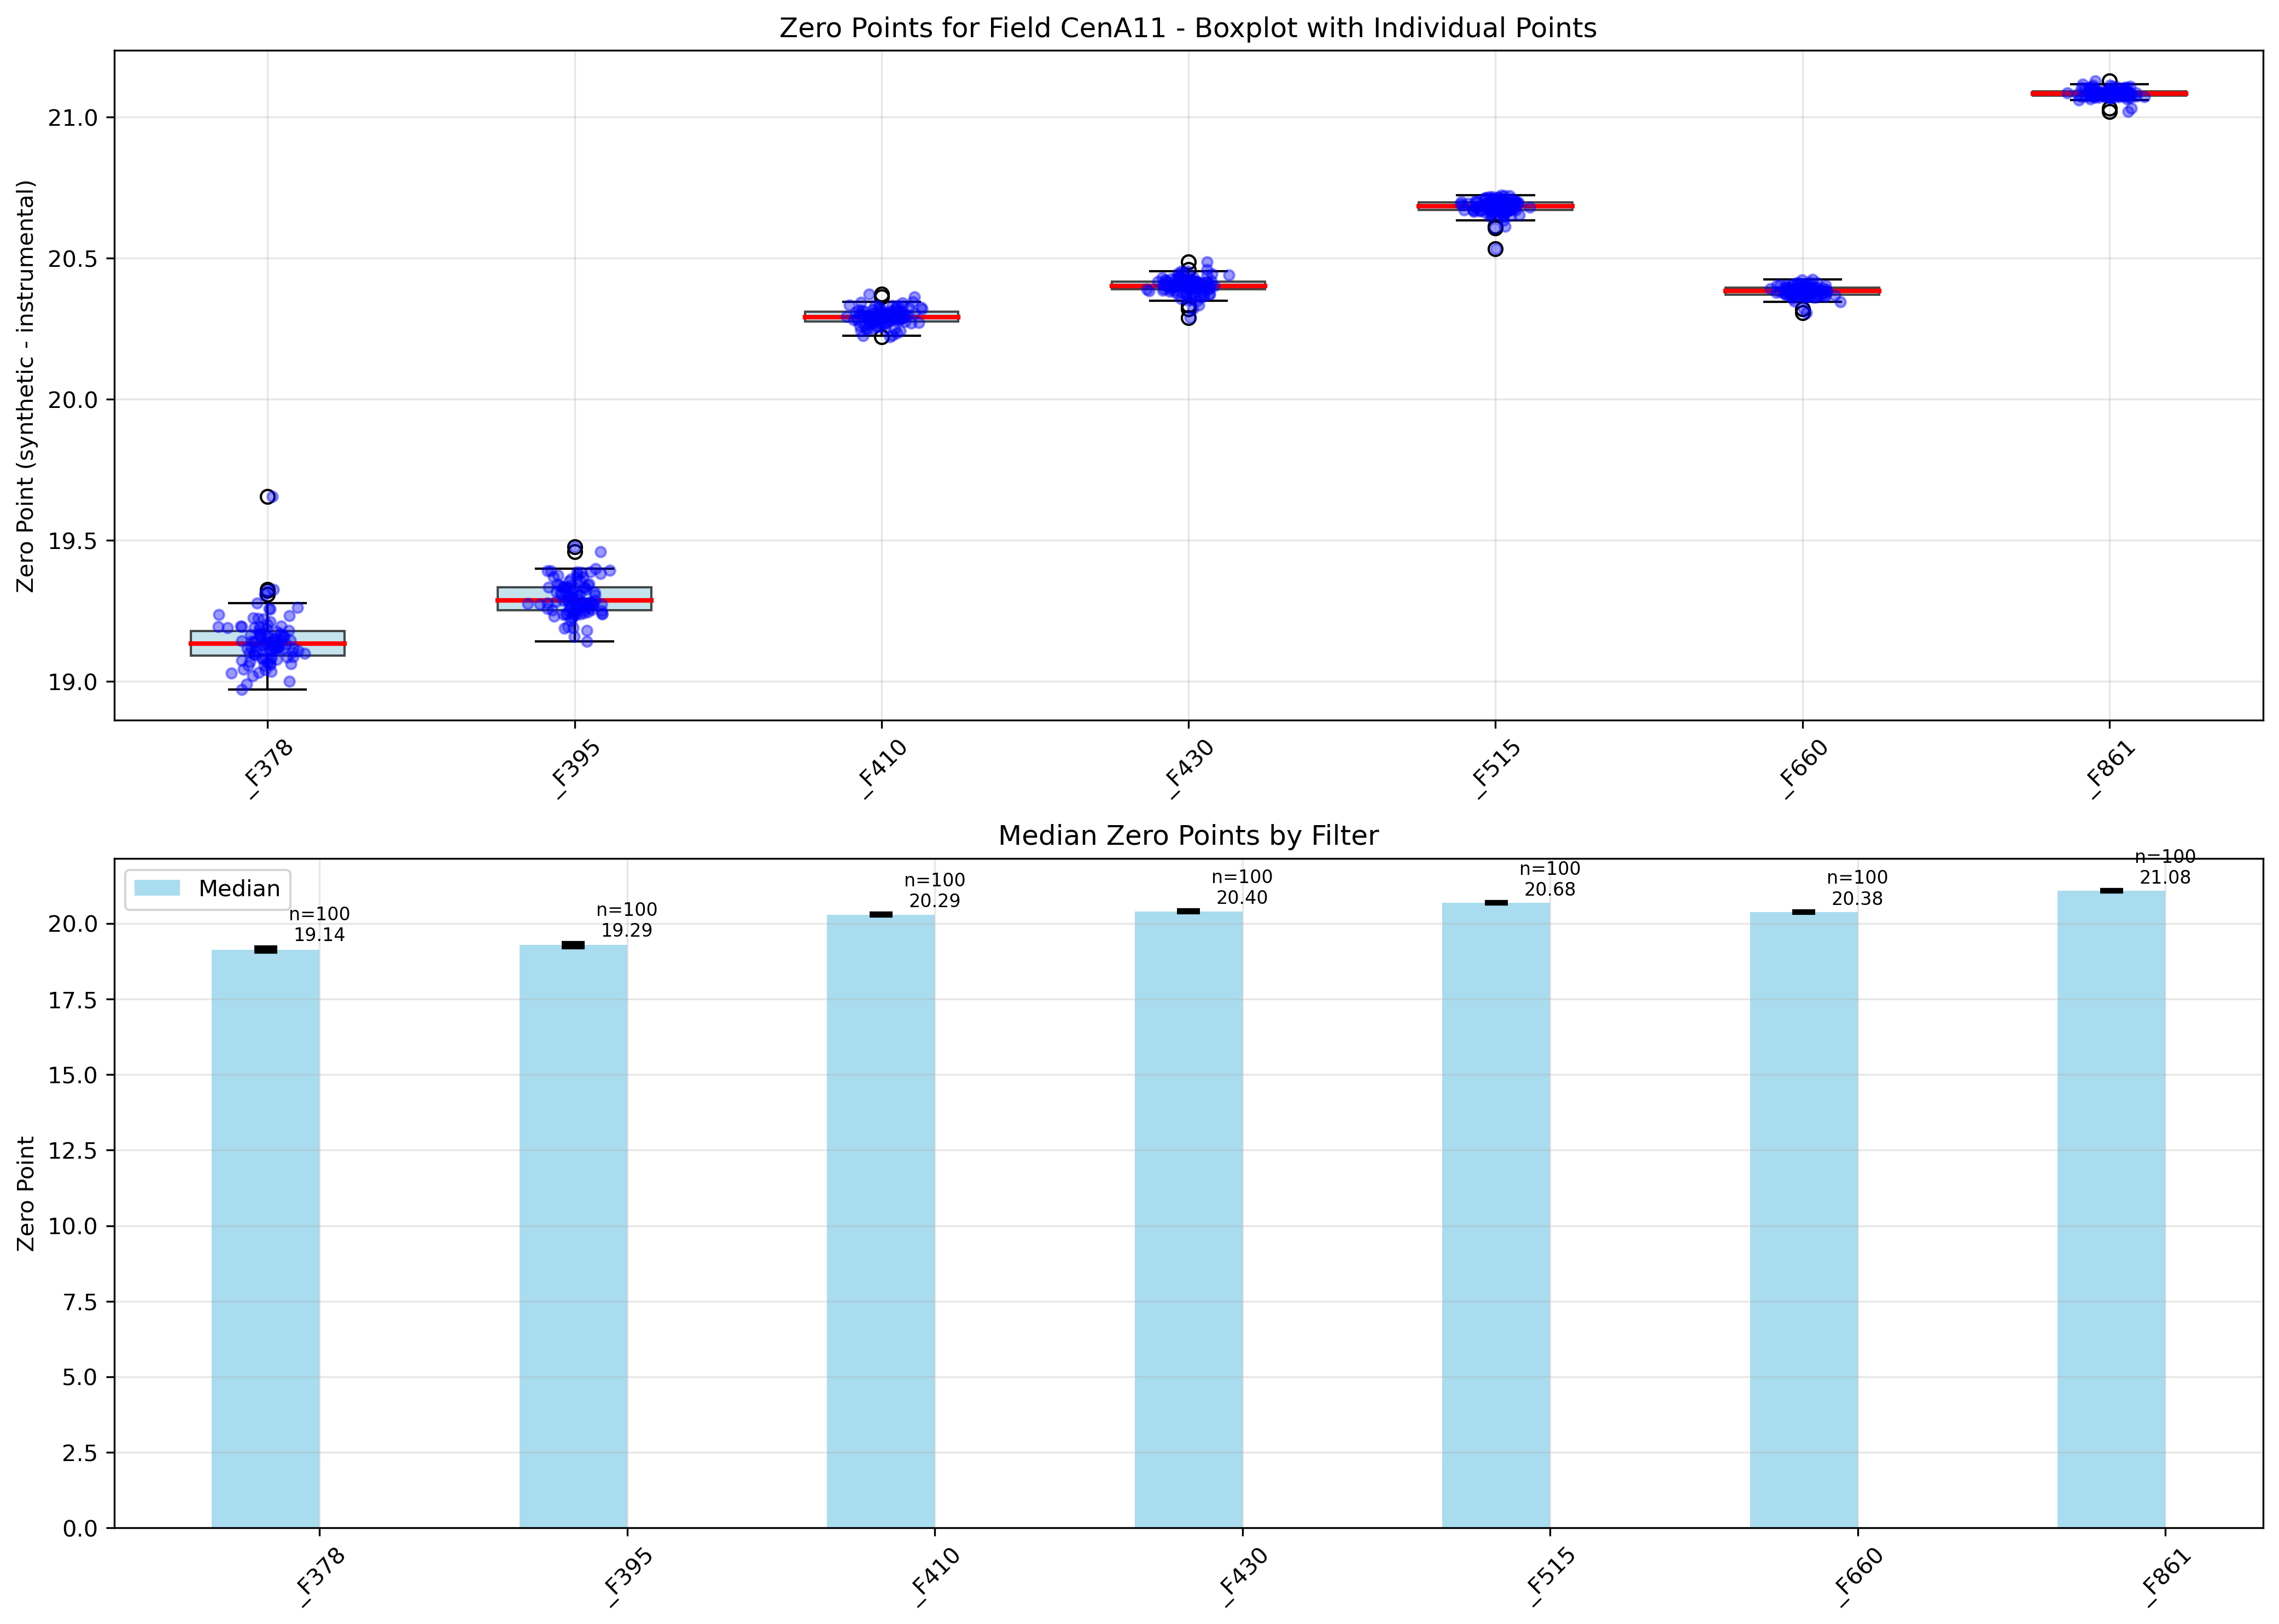 Zero Points for Field CenA11 - Boxplot with Individual Points
Zero Point (synthetic - instrumental)
21.0
20.5
20.0
19.5
19.0
_F378
_F395
_F410
_F430
_F515
_F660
_F861
Median Zero Points by Filter
Median
Zero Point
20.0
17.5
15.0
12.5
10.0
7.5
5.0
2.5
0.0
n=100
19.14
n=100
19.29
n=100
20.29
n=100
20.40
n=100
20.68
n=100
20.38
n=100
21.08
_F378
_F395
_F410
_F430
_F515
_F660
_F861